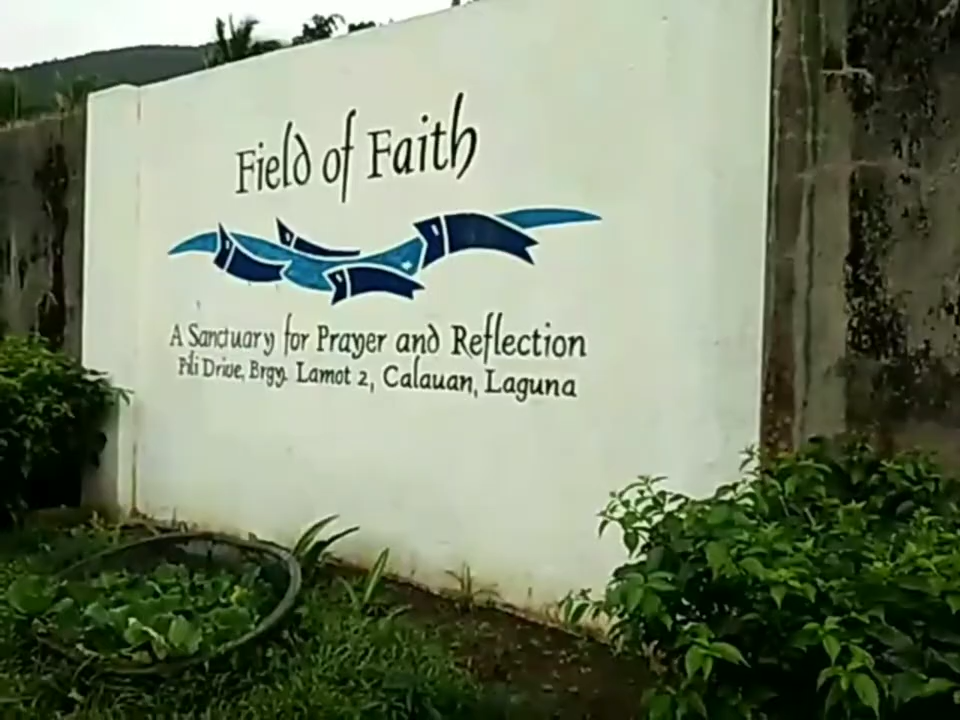 Field of Faith
A Sanctuary for Prayer and Reflection
Pili Drive, Brgy. Lamot 2, Calauan, Laguna